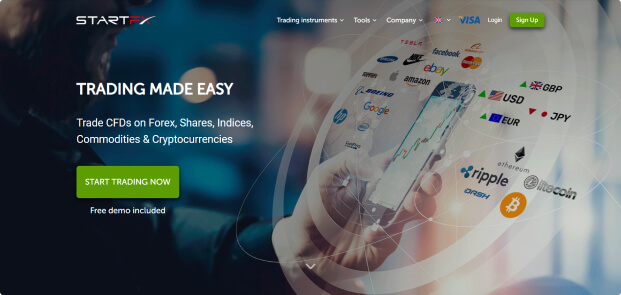 STARTFX
Trading instruments
Tools
Company
VISA
Login
Sign Up
TRADING MADE EASY
Trade CFDs on Forex, Shares, Indices,
Commodities & Cryptocurrencies
START TRADING NOW
Free demo included
TESLA
facebook
ebay
amazon
BOEING
Google
hp
GBP
USD
JPY
EUR
ethereum
ripple
litecoin
DASH